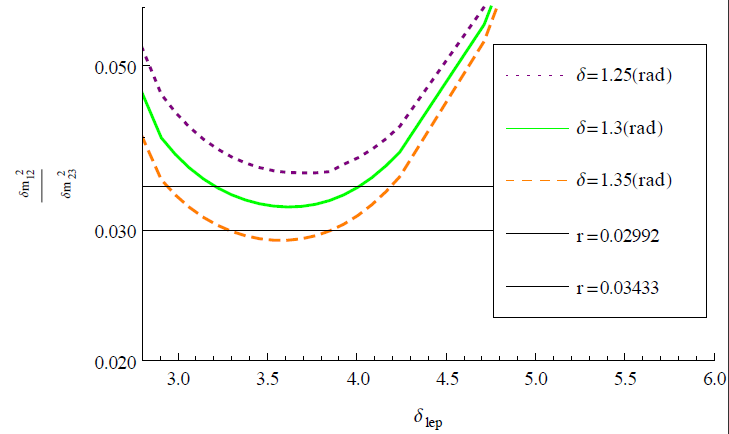 0.050
0.030
0.020
δm²₁₂
δm²₂₃
3.0 3.5 4.0 4.5 5.0 5.5 6.0
δ lep
δ=1.25(rad)
δ=1.3(rad)
δ=1.35(rad)
r=0.02992
r=0.03433